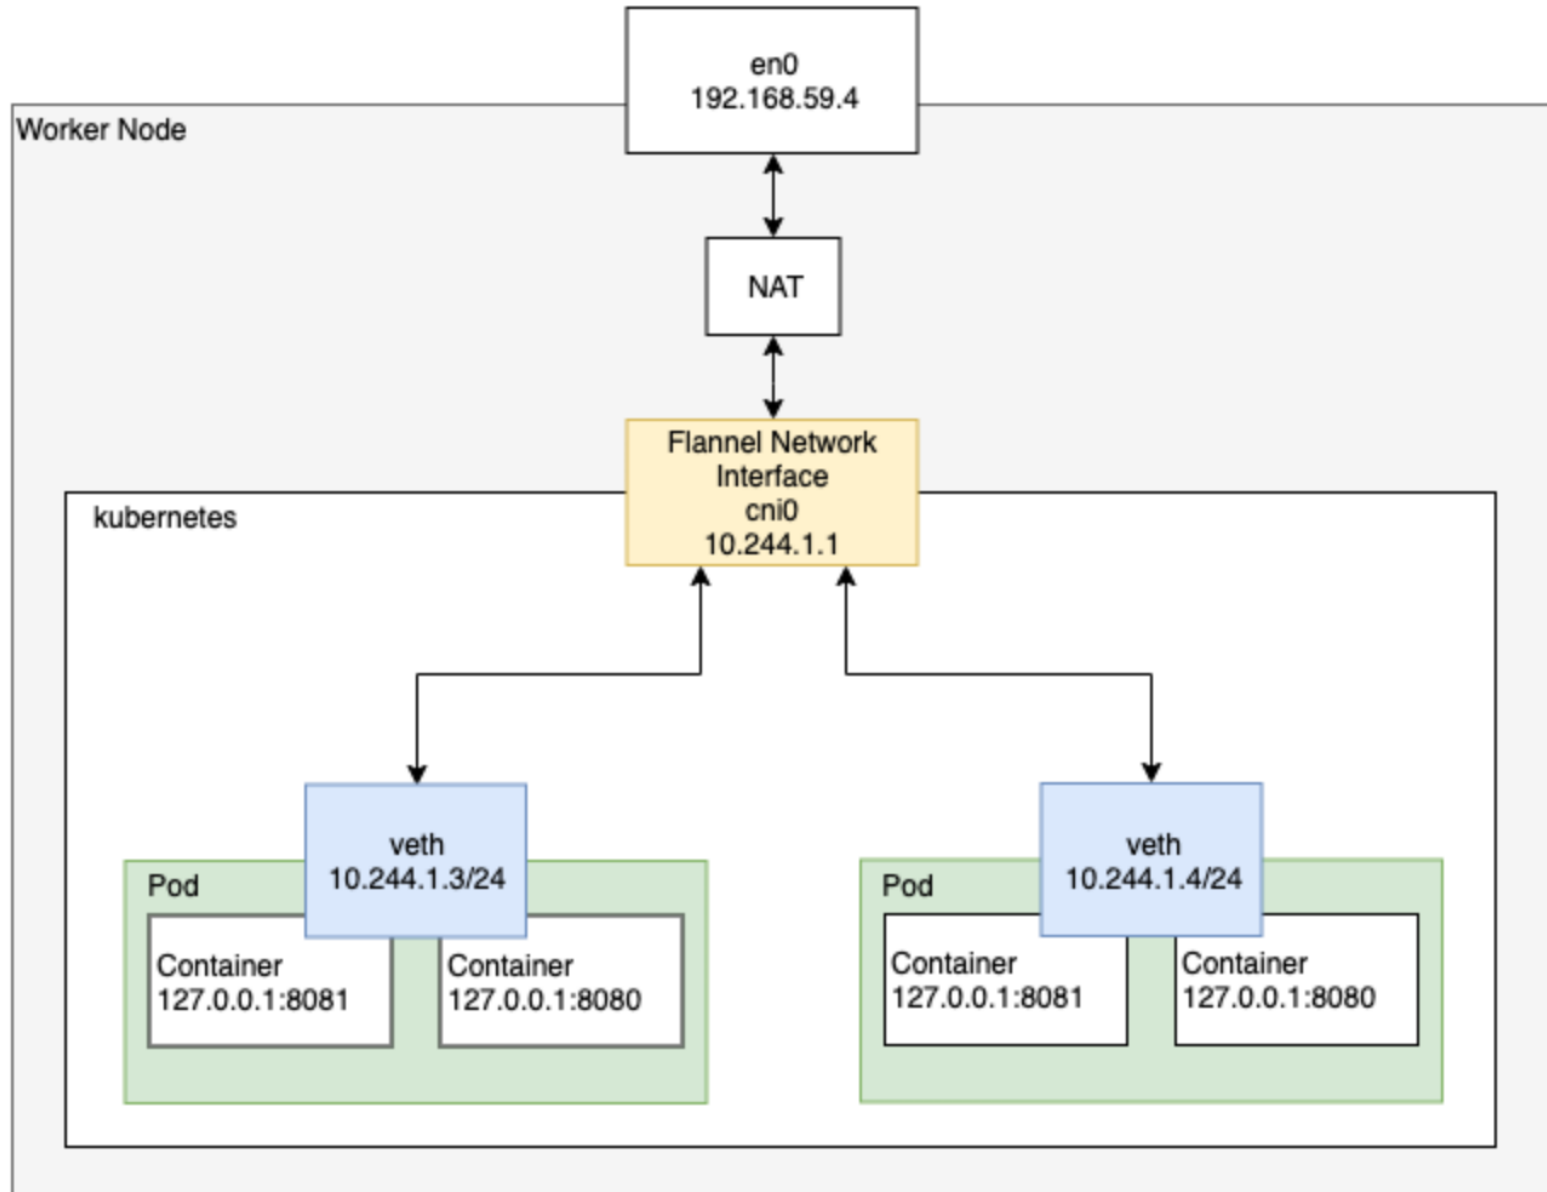 en0
192.168.59.4
Worker Node
NAT
Flannel Network
Interface
cni0
10.244.1.1
kubernetes
veth
10.244.1.3/24
Pod
Container
127.0.0.1:8081
Container
127.0.0.1:8080
veth
10.244.1.4/24
Pod
Container
127.0.0.1:8081
Container
127.0.0.1:8080